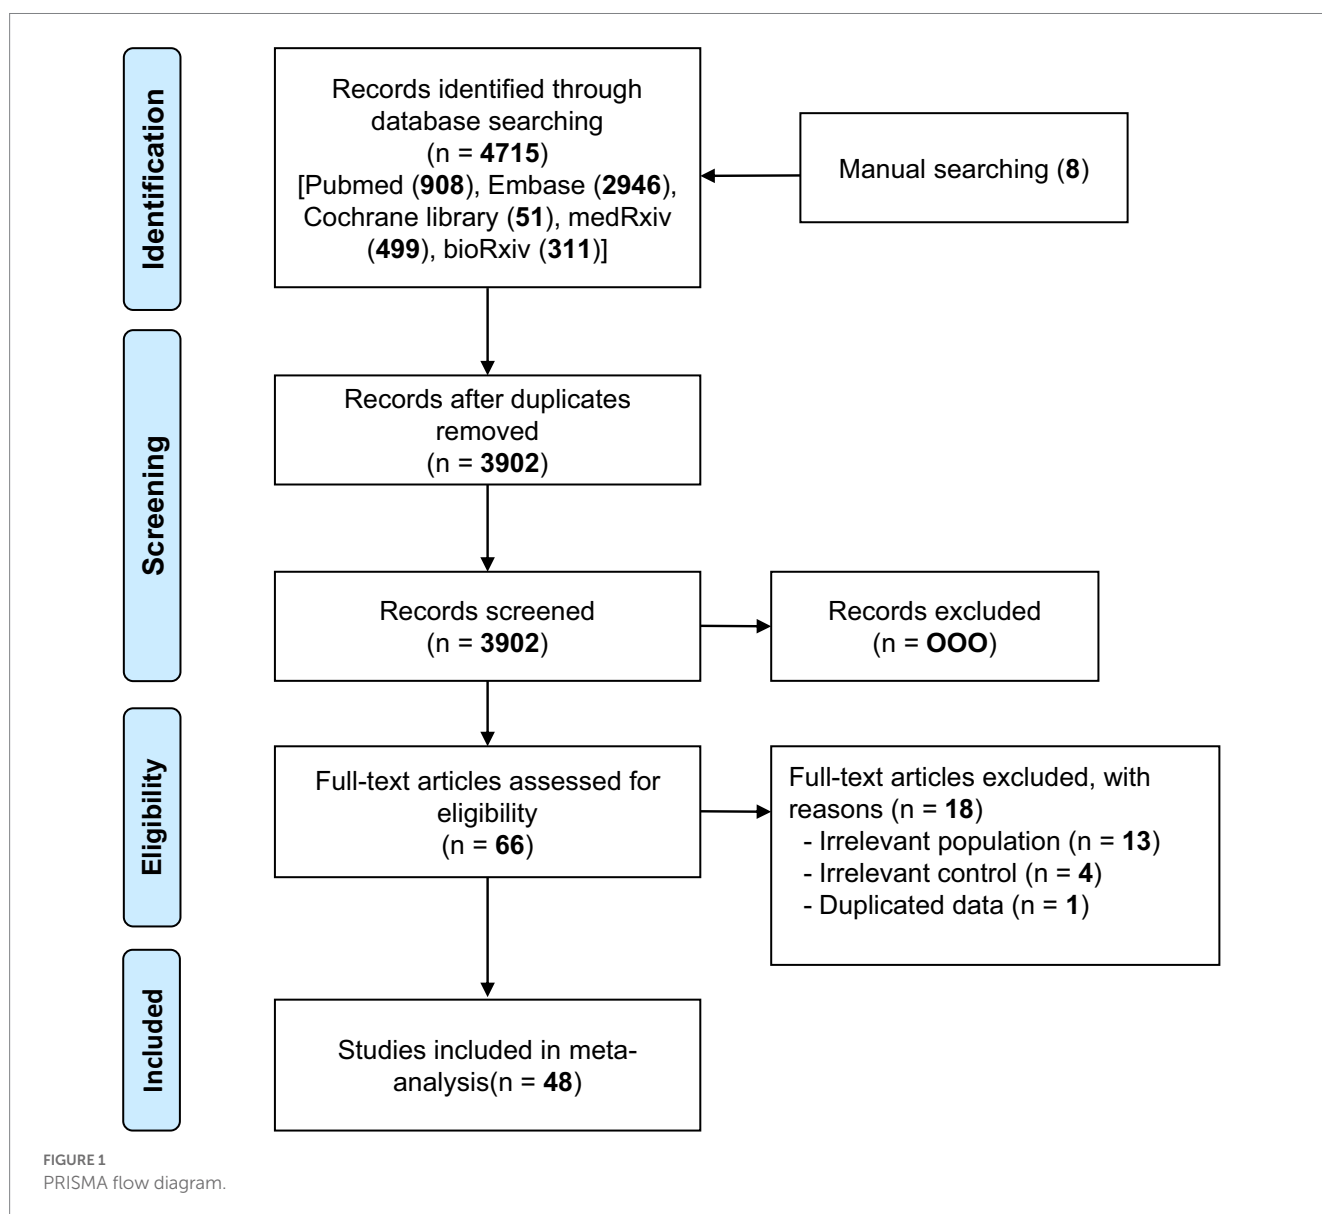 Identification
Records identified through
database searching
(n = 4715)
[Pubmed (908), Embase (2946),
Cochrane library (51), medRxiv
(499), bioRxiv (311)]
Manual searching (8)
Screening
Records after duplicates
removed
(n = 3902)
Records screened
(n = 3902)
Records excluded
(n = OOO)
Eligibility
Full-text articles assessed for
eligibility
(n = 66)
Full-text articles excluded, with
reasons (n = 18)
- Irrelevant population (n = 13)
- Irrelevant control (n = 4)
- Duplicated data (n = 1)
Included
Studies included in meta-
analysis(n = 48)
FIGURE 1
PRISMA flow diagram.